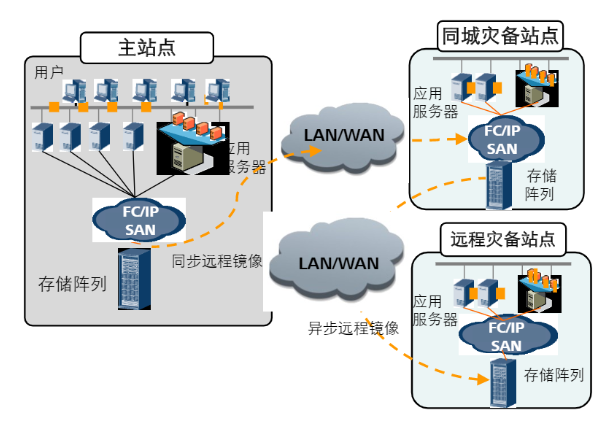 主站点
用户
应用
服务器
FC/IP
SAN
同步远程镜像
存储阵列
LAN/WAN
LAN/WAN
异步远程镜像
同城灾备站点
应用
服务器
FC/IP
SAN
存储
阵列
远程灾备站点
应用
服务器
FC/IP
SAN
存储阵列